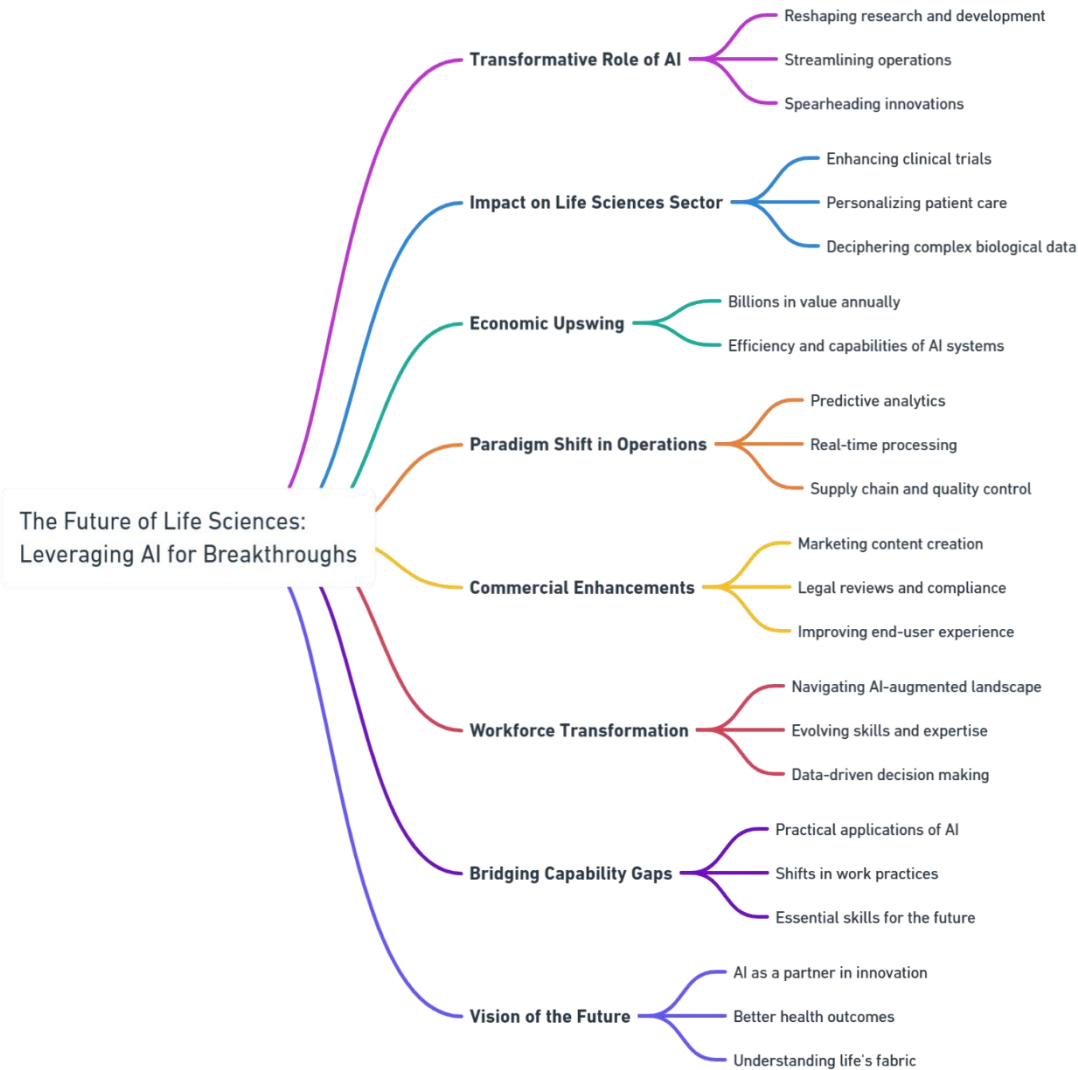 The Future of Life Sciences:
Leveraging AI for Breakthroughs
Transformative Role of AI
Reshaping research and development
Streamlining operations
Spearheading innovations
Impact on Life Sciences Sector
Enhancing clinical trials
Personalizing patient care
Deciphering complex biological data
Economic Upswing
Billions in value annually
Efficiency and capabilities of AI systems
Paradigm Shift in Operations
Predictive analytics
Real-time processing
Supply chain and quality control
Commercial Enhancements
Marketing content creation
Legal reviews and compliance
Improving end-user experience
Workforce Transformation
Navigating AI-augmented landscape
Evolving skills and expertise
Data-driven decision making
Bridging Capability Gaps
Practical applications of AI
Shifts in work practices
Essential skills for the future
Vision of the Future
AI as a partner in innovation
Better health outcomes
Understanding life's fabric